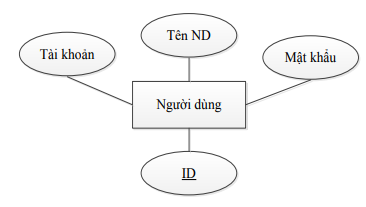 Tên ND
Tài khoản
Mật khẩu
Người dùng
ID